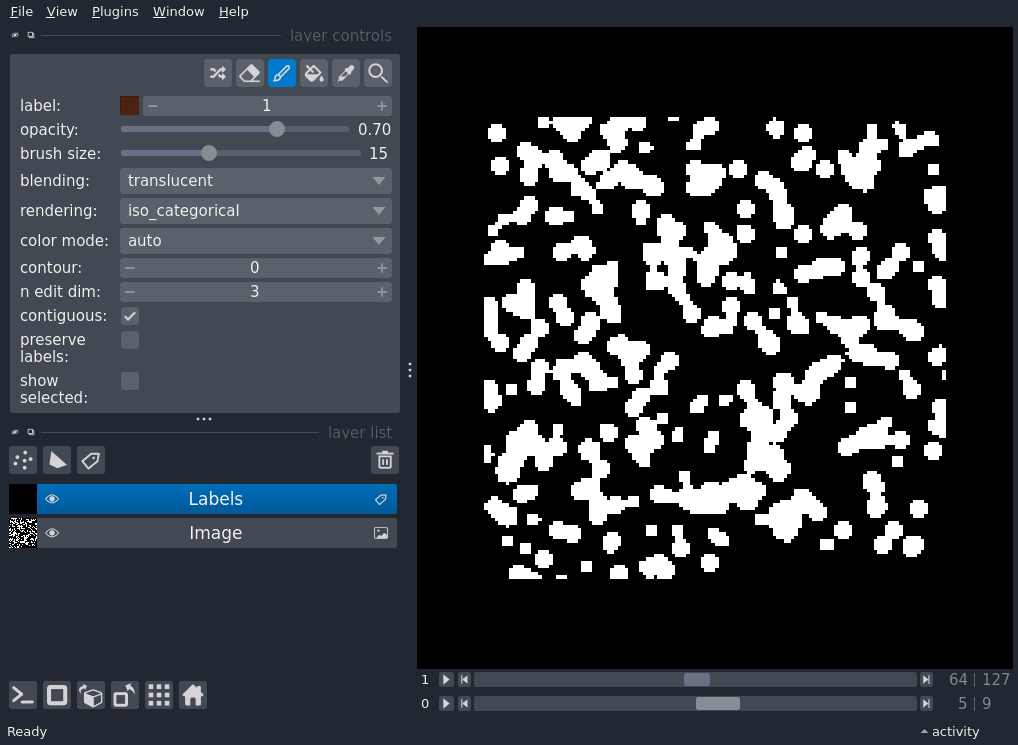 File View Plugins Window Help
layer controls
label: 1
opacity: 0.70
brush size: 15
blending: translucent
rendering: iso_categorical
color mode: auto
contour: 0
n edit dim: 3
contiguous:
preserve
labels:
show
selected:
layer list
Labels
Image
1 64 | 127
0 5 | 9
Ready activity